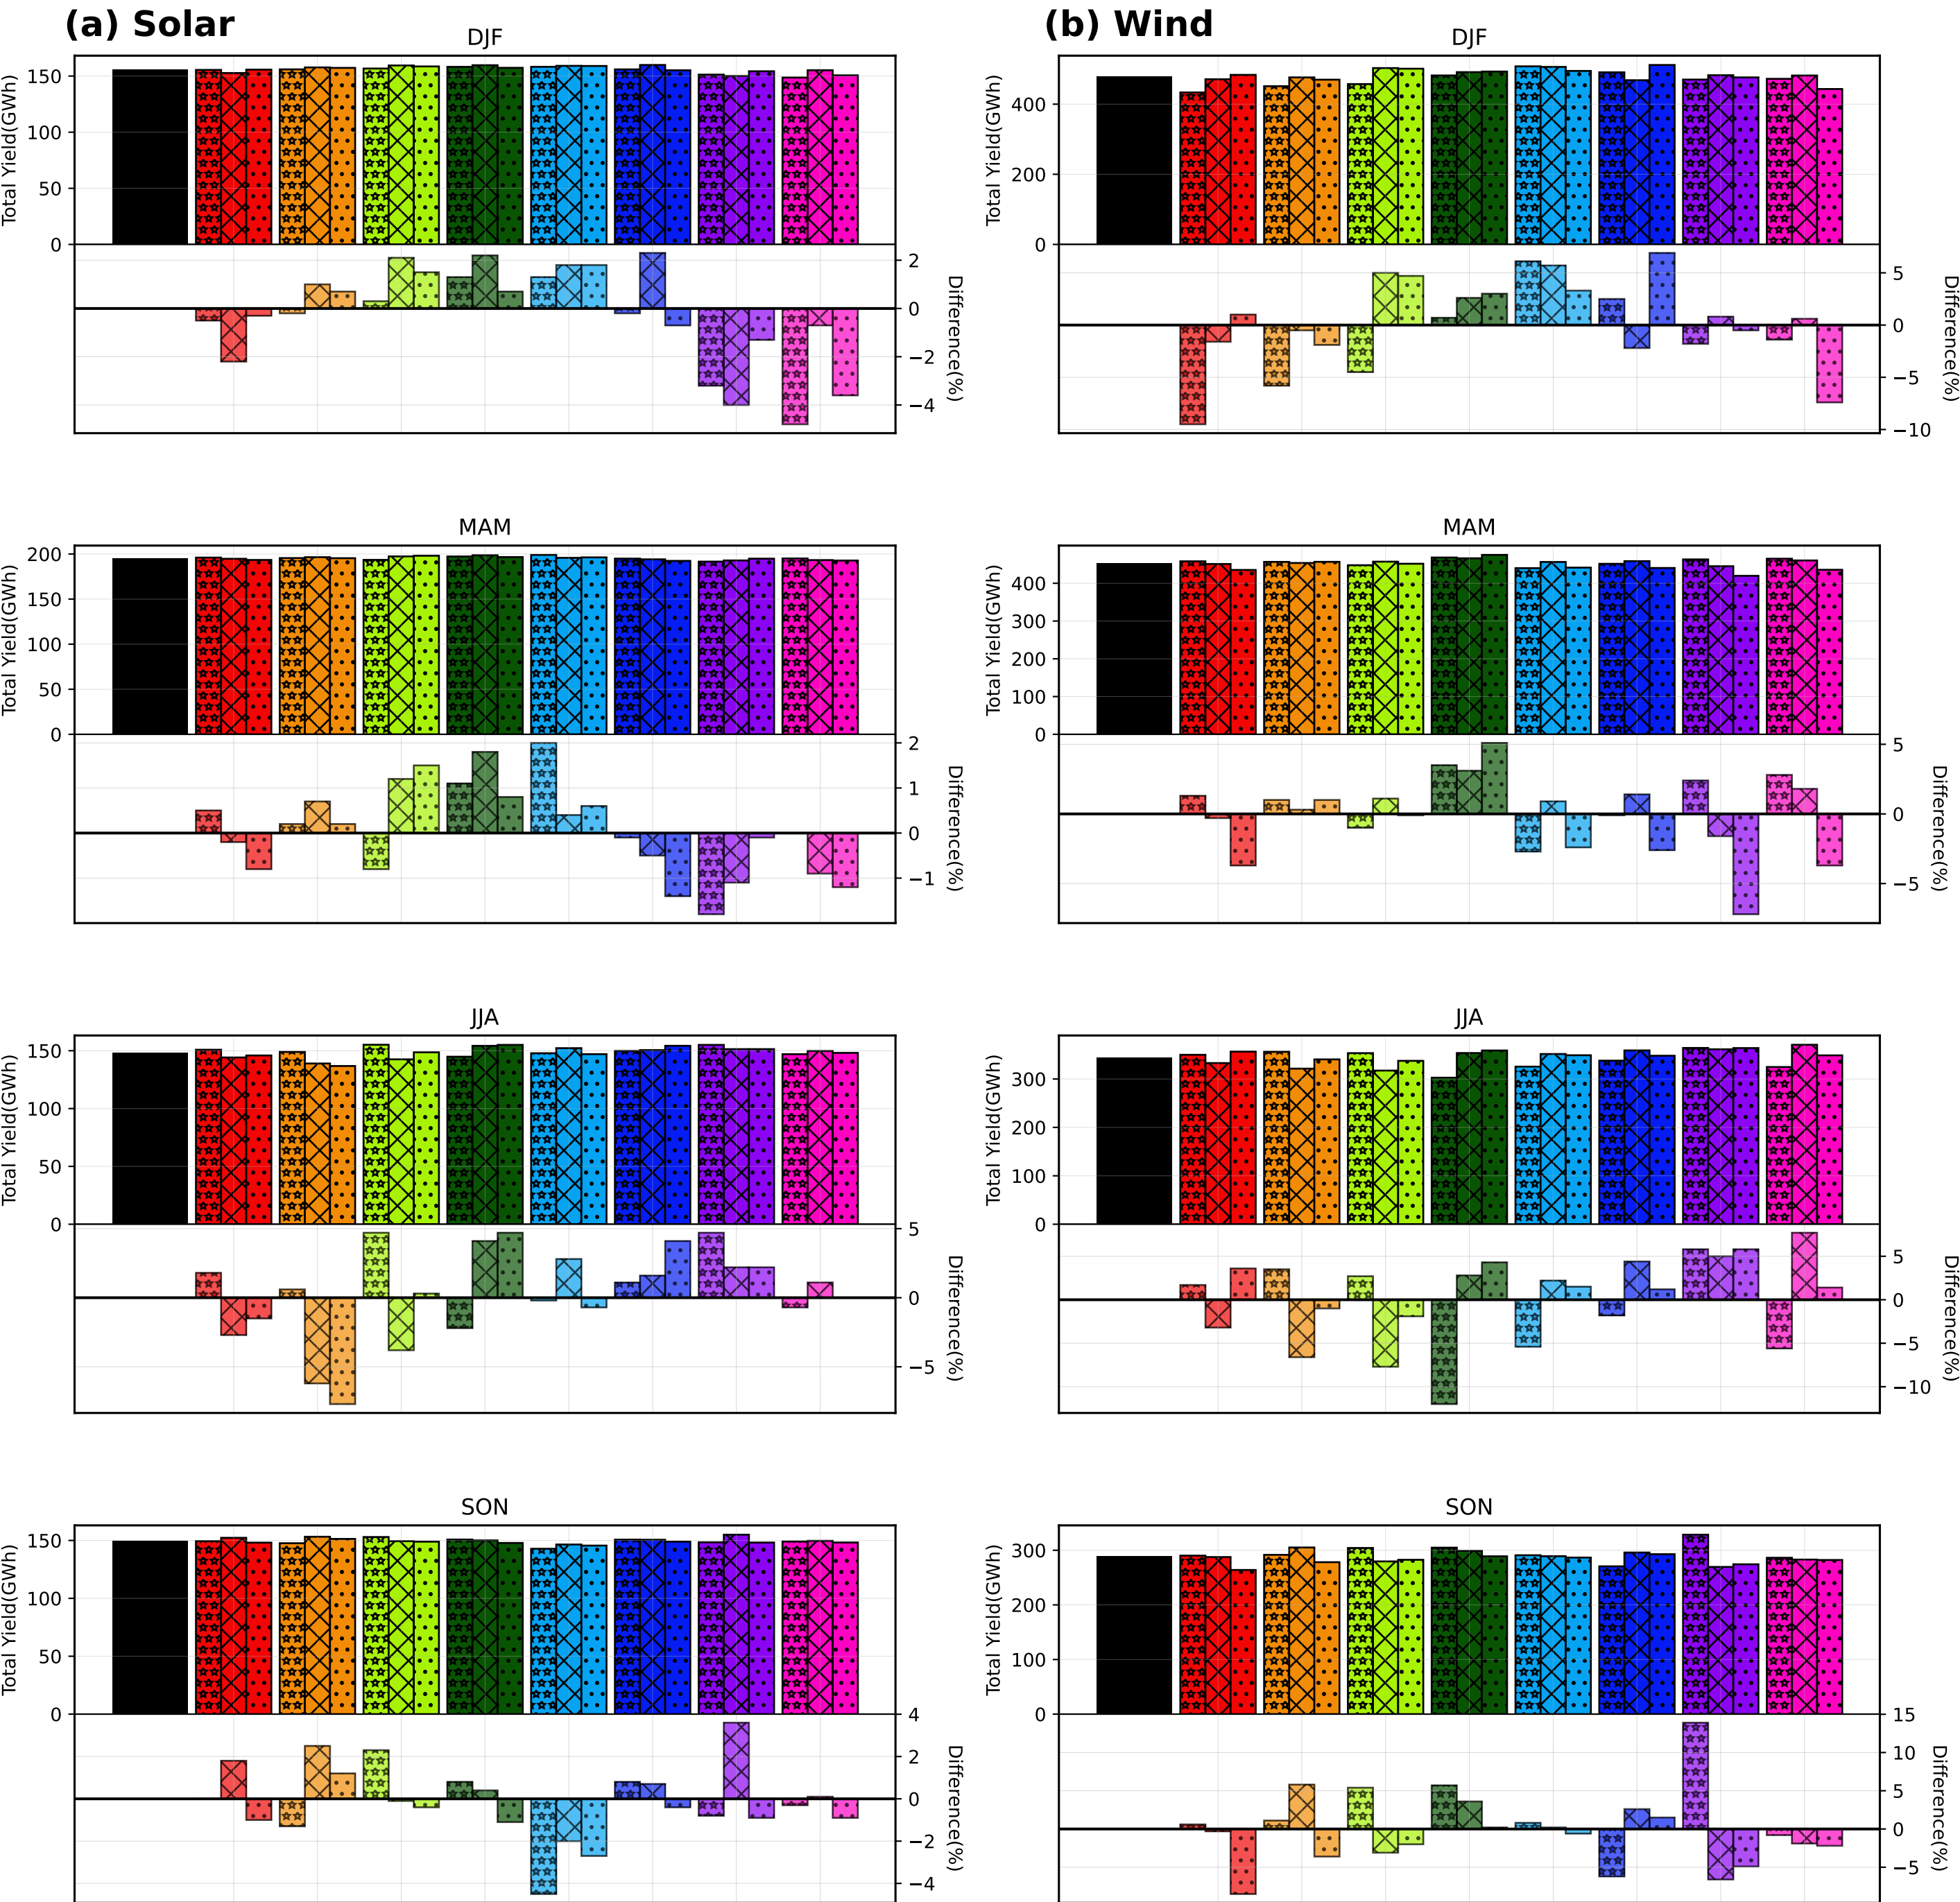 (a) Solar
DJF
Total Yield(GWh)
150
100
50
0
2
0
−2
−4
Difference(%)
MAM
Total Yield(GWh)
200
150
100
50
0
2
1
0
−1
Difference(%)
JJA
Total Yield(GWh)
150
100
50
0
5
0
−5
Difference(%)
SON
Total Yield(GWh)
150
100
50
0
4
2
0
−2
−4
Difference(%)
(b) Wind
DJF
Total Yield(GWh)
400
200
0
5
0
−5
−10
Difference(%)
MAM
Total Yield(GWh)
400
300
200
100
0
5
0
−5
Difference(%)
JJA
Total Yield(GWh)
300
200
100
0
5
0
−5
−10
Difference(%)
SON
Total Yield(GWh)
300
200
100
0
15
10
5
0
−5
Difference(%)